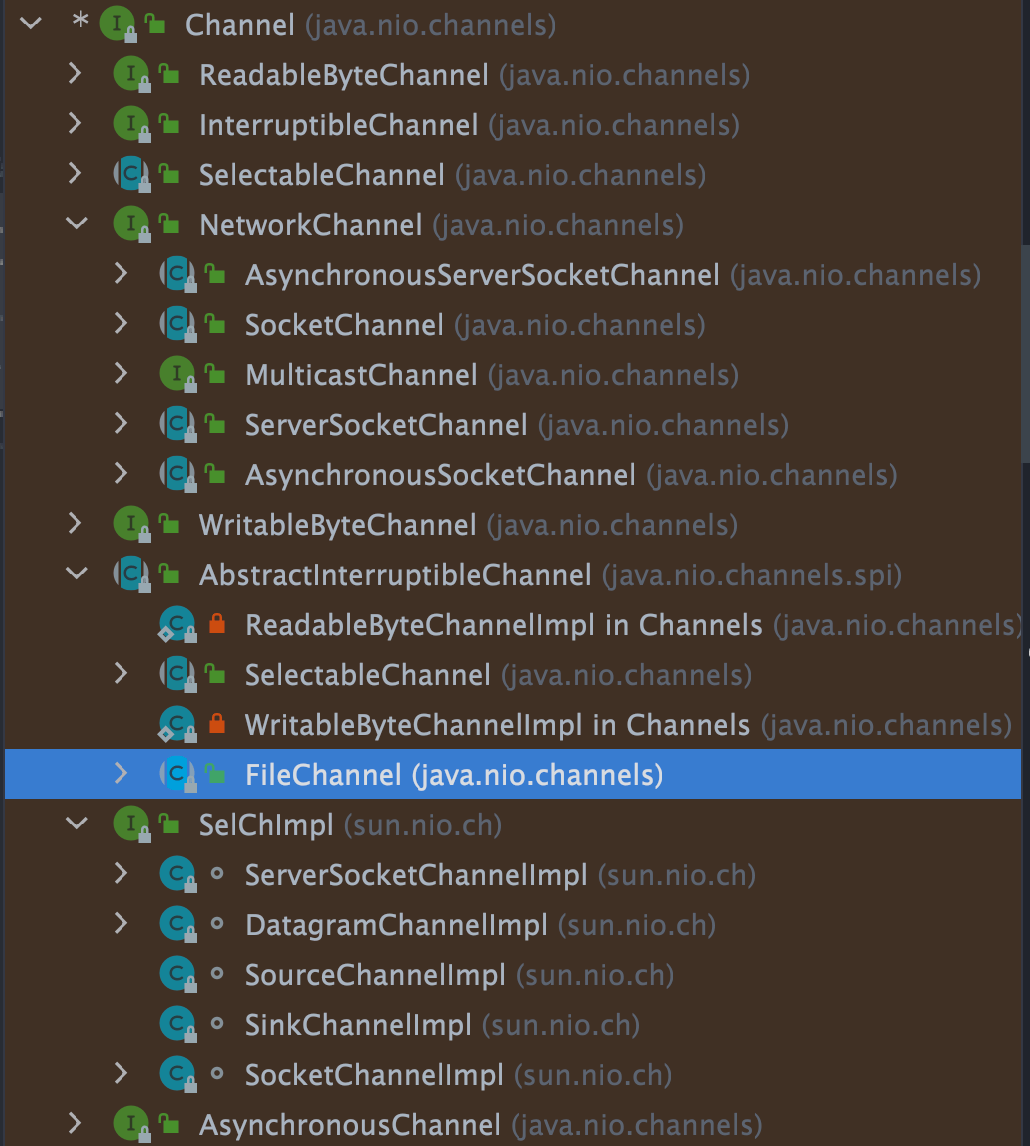 * Channel (java.nio.channels)
ReadableByteChannel (java.nio.channels)
InterruptibleChannel (java.nio.channels)
SelectableChannel (java.nio.channels)
NetworkChannel (java.nio.channels)
AsynchronousServerSocketChannel (java.nio.channels)
SocketChannel (java.nio.channels)
MulticastChannel (java.nio.channels)
ServerSocketChannel (java.nio.channels)
AsynchronousSocketChannel (java.nio.channels)
WritableByteChannel (java.nio.channels)
AbstractInterruptibleChannel (java.nio.channels.spi)
ReadableByteChannelImpl in Channels (java.nio.channels)
SelectableChannel (java.nio.channels)
WritableByteChannelImpl in Channels (java.nio.channels)
FileChannel (java.nio.channels)
SelChImpl (sun.nio.ch)
ServerSocketChannelImpl (sun.nio.ch)
DatagramChannelImpl (sun.nio.ch)
SourceChannelImpl (sun.nio.ch)
SinkChannelImpl (sun.nio.ch)
SocketChannelImpl (sun.nio.ch)
AsynchronousChannel (java.nio.channels)